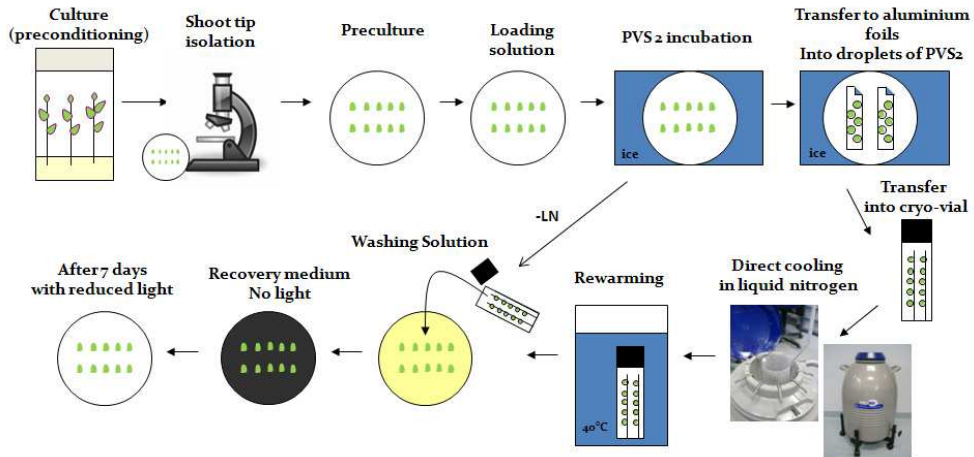 Culture
(preconditioning)
Shoot tip
isolation
Preculture
Loading
solution
PVS 2 incubation
Transfer to aluminium
foils
Into droplets of PVS2
ice
ice
Transfer
into cryo-vial
-LN
Washing Solution
After 7 days
with reduced light
Recovery medium
No light
Rewarming
Direct cooling
in liquid nitrogen
40°C